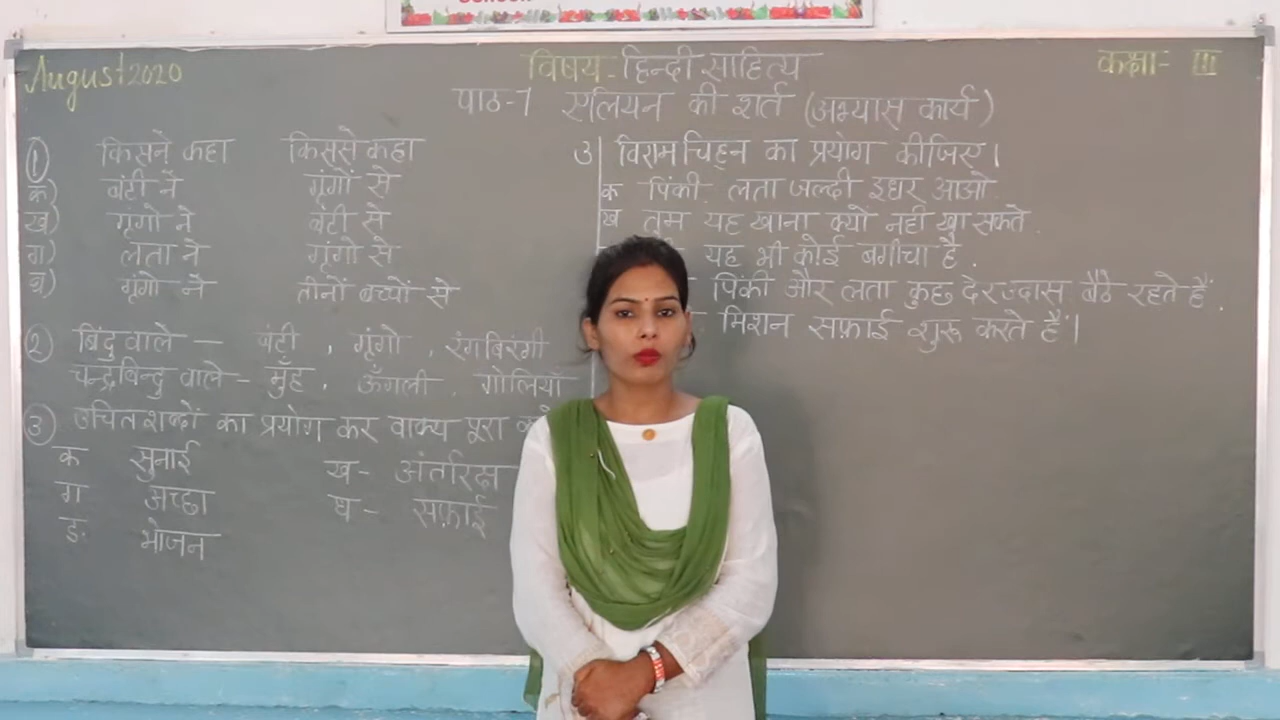 August 2020
विषय-हिन्दी साहित्य
कक्षा- III
पाठ-1 एलियन की शर्त (अभ्यास कार्य)
① किसने कहा किससे कहा
क) बंटी ने गृंगों से
ख) गृंगो ने बंटी से
ग) लता ने गृंगो से
घ) गृंगो ने तीनों बच्चों से
② बिंदु वाले — बंटी , गृंगो , रंगबिरंगी
चन्द्रबिन्दु वाले - मुँह , ऊँगली , गोलियाँ
③ उचित शब्दों का प्रयोग कर वाक्य पूरा
क सुनाई ख- अंतरिक्ष
ग अच्छा घ- सफ़ाई
ङ. भोजन
3 विराम चिह्न का प्रयोग कीजिए।
क पिंकी. लता जल्दी इधर आओ
ख तुम यह खाना क्यों नही खा सकते .
यह भी कोई बगीचा है .
पिंकी और लता कुछ देर उदास बैठे रहते हैं .
मिशन सफ़ाई शुरू करते हैं।